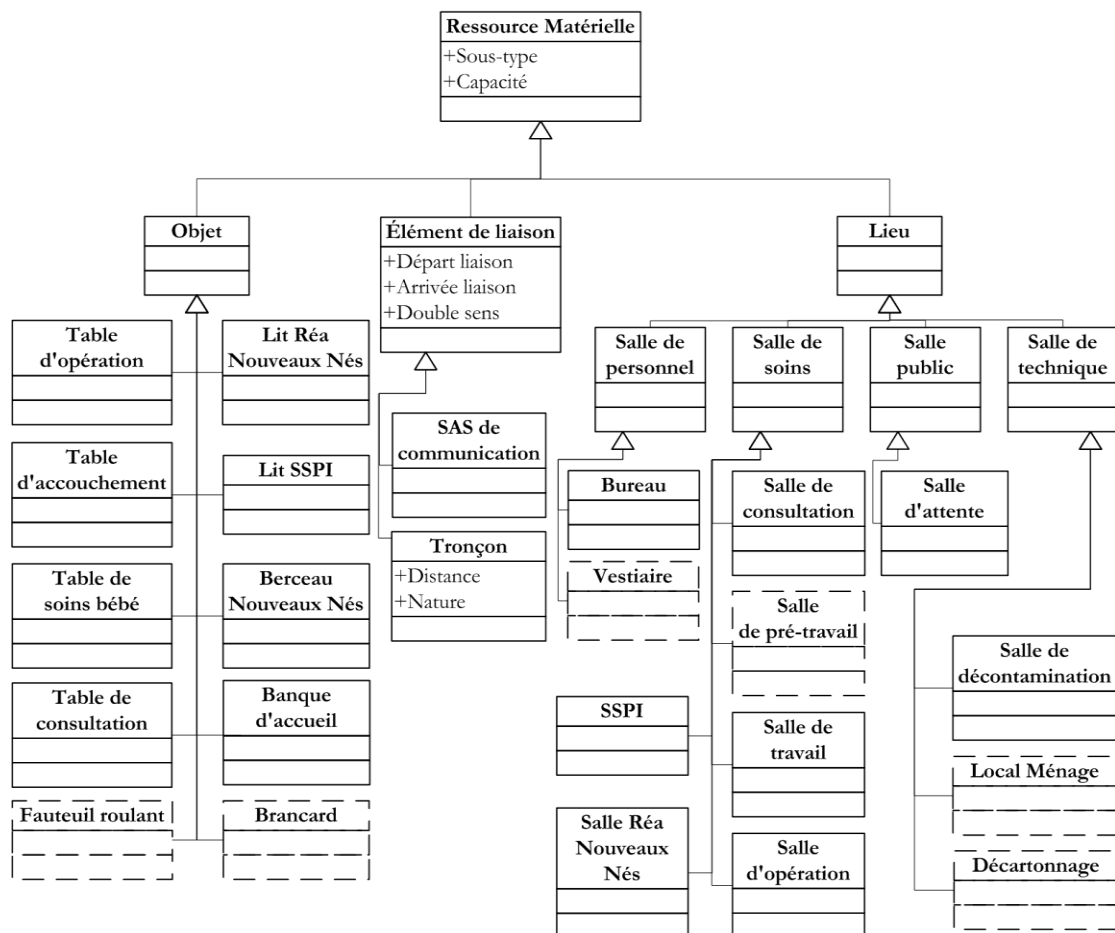 Ressource Matérielle
+Sous-type
+Capacité
Objet
Élément de liaison
+Départ liaison
+Arrivée liaison
+Double sens
Lieu
Table
d'opération
Lit Réa
Nouveaux Nés
Table
d'accouchement
Lit SSPI
Table de
soins bébé
Berceau
Nouveaux Nés
Table de
consultation
Banque
d'accueil
Fauteuil roulant
Brancard
SAS de
communication
Tronçon
+Distance
+Nature
Salle de
personnel
Salle de
soins
Salle
public
Salle de
technique
Bureau
Vestiaire
Salle de
consultation
Salle
de pré-travail
SSPI
Salle de
travail
Salle Réa
Nouveaux
Nés
Salle
d'opération
Salle
d'attente
Salle de
décontamination
Local Ménage
Décartonnage